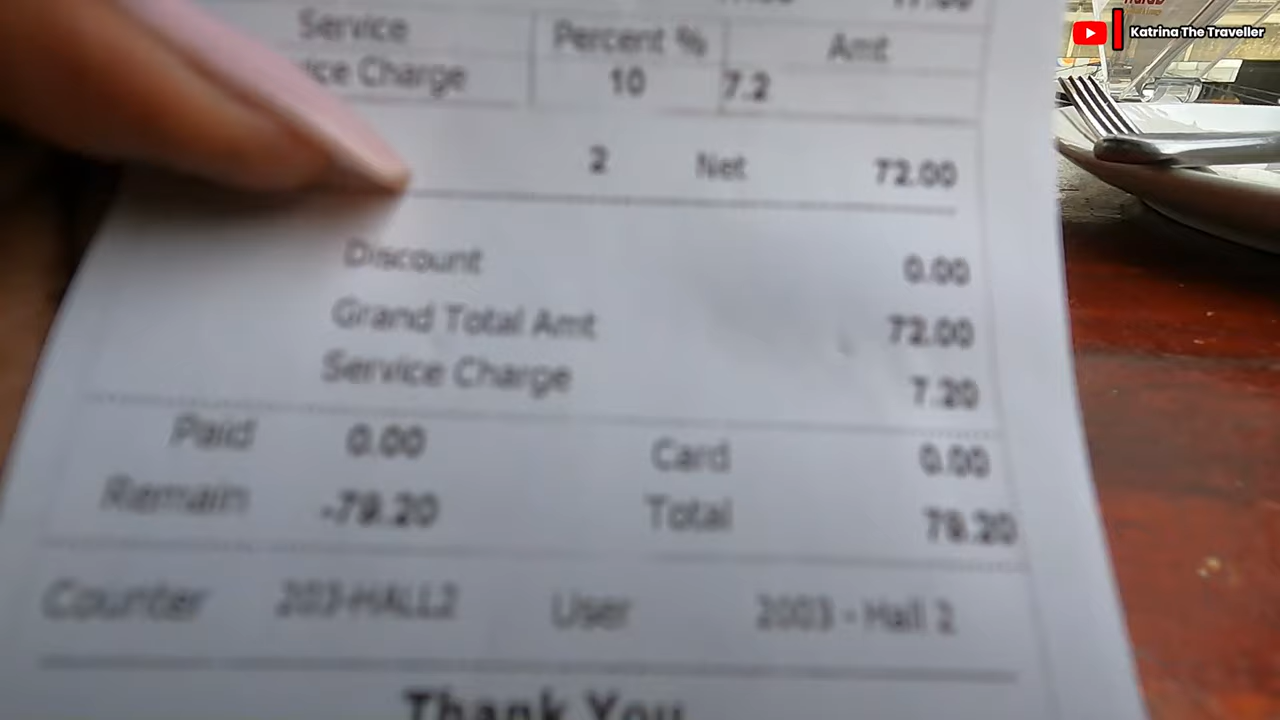 Katrina The Traveller
Service Percent % Amt
ice Charge 10 7.2
2 Net 72.00
Discount 0.00
Grand Total Amt 72.00
Service Charge 7.20
Paid 0.00 Card 0.00
Remain -79.20 Total 79.20
Counter 203-HALL2 User 2003 - Hall 2
Thank You